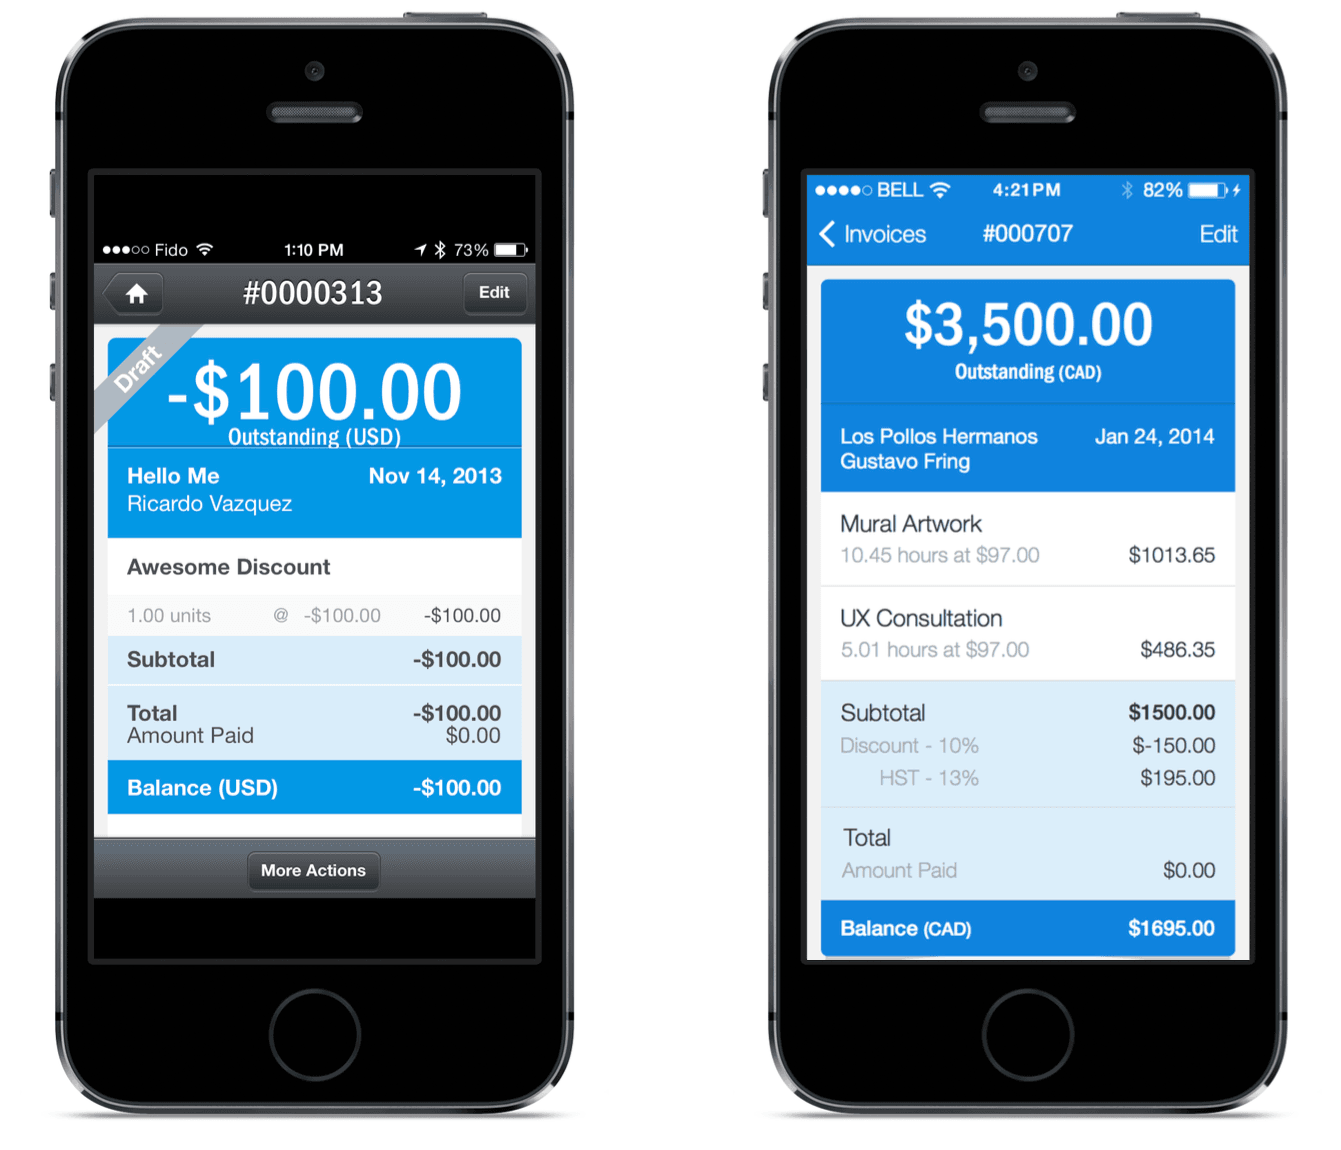 Fido 1:10 PM 73%
#0000313 Edit
Draft
-$100.00
Outstanding (USD)
Hello Me Nov 14, 2013
Ricardo Vazquez
Awesome Discount
1.00 units @ -$100.00 -$100.00
Subtotal -$100.00
Total -$100.00
Amount Paid $0.00
Balance (USD) -$100.00
More Actions
BELL 4:21PM 82%
Invoices #000707 Edit
$3,500.00
Outstanding (CAD)
Los Pollos Hermanos Jan 24, 2014
Gustavo Fring
Mural Artwork
10.45 hours at $97.00 $1013.65
UX Consultation
5.01 hours at $97.00 $486.35
Subtotal $1500.00
Discount - 10% $-150.00
HST - 13% $195.00
Total
Amount Paid $0.00
Balance (CAD) $1695.00